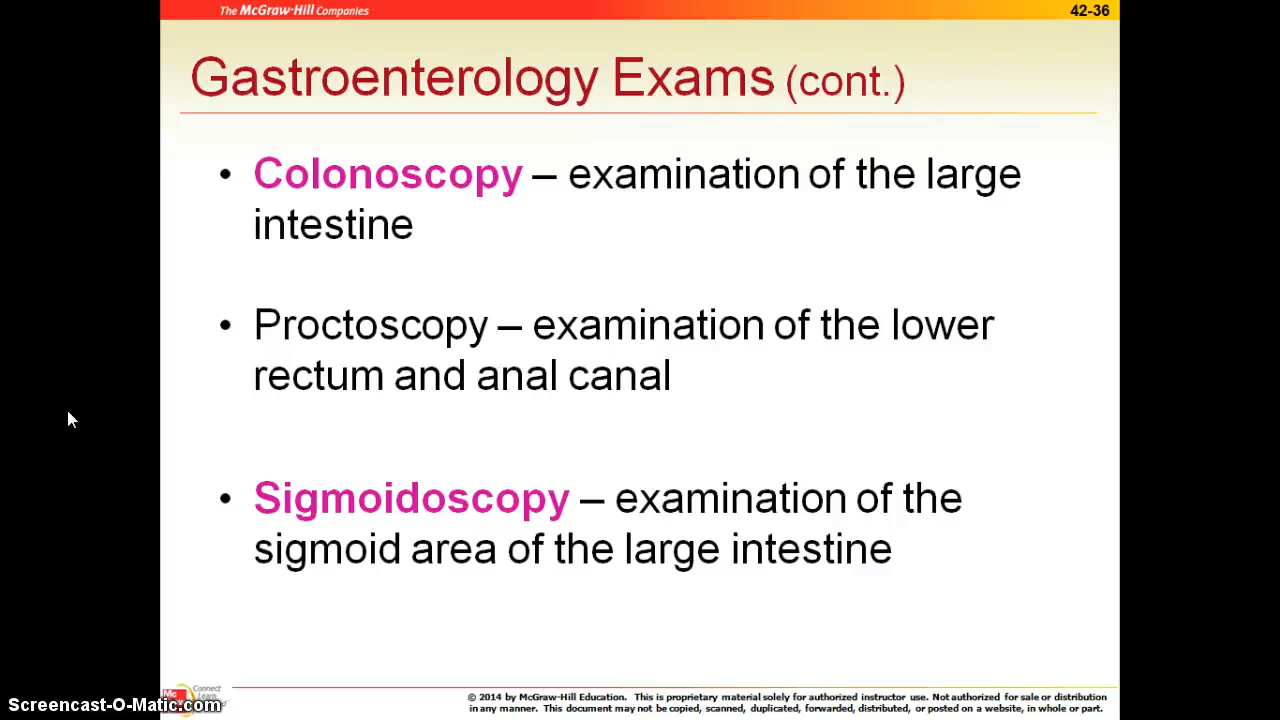 The McGraw-Hill Companies
42-36
Gastroenterology Exams (cont.)
• Colonoscopy – examination of the large
intestine
• Proctoscopy – examination of the lower
rectum and anal canal
• Sigmoidoscopy – examination of the
sigmoid area of the large intestine
Connect
Learn
Screencast-O-Matic.com
© 2014 by McGraw-Hill Education. This is proprietary material solely for authorized instructor use. Not authorized for sale or distribution
in any manner. This document may not be copied, scanned, duplicated, forwarded, distributed, or posted on a website, in whole or part.